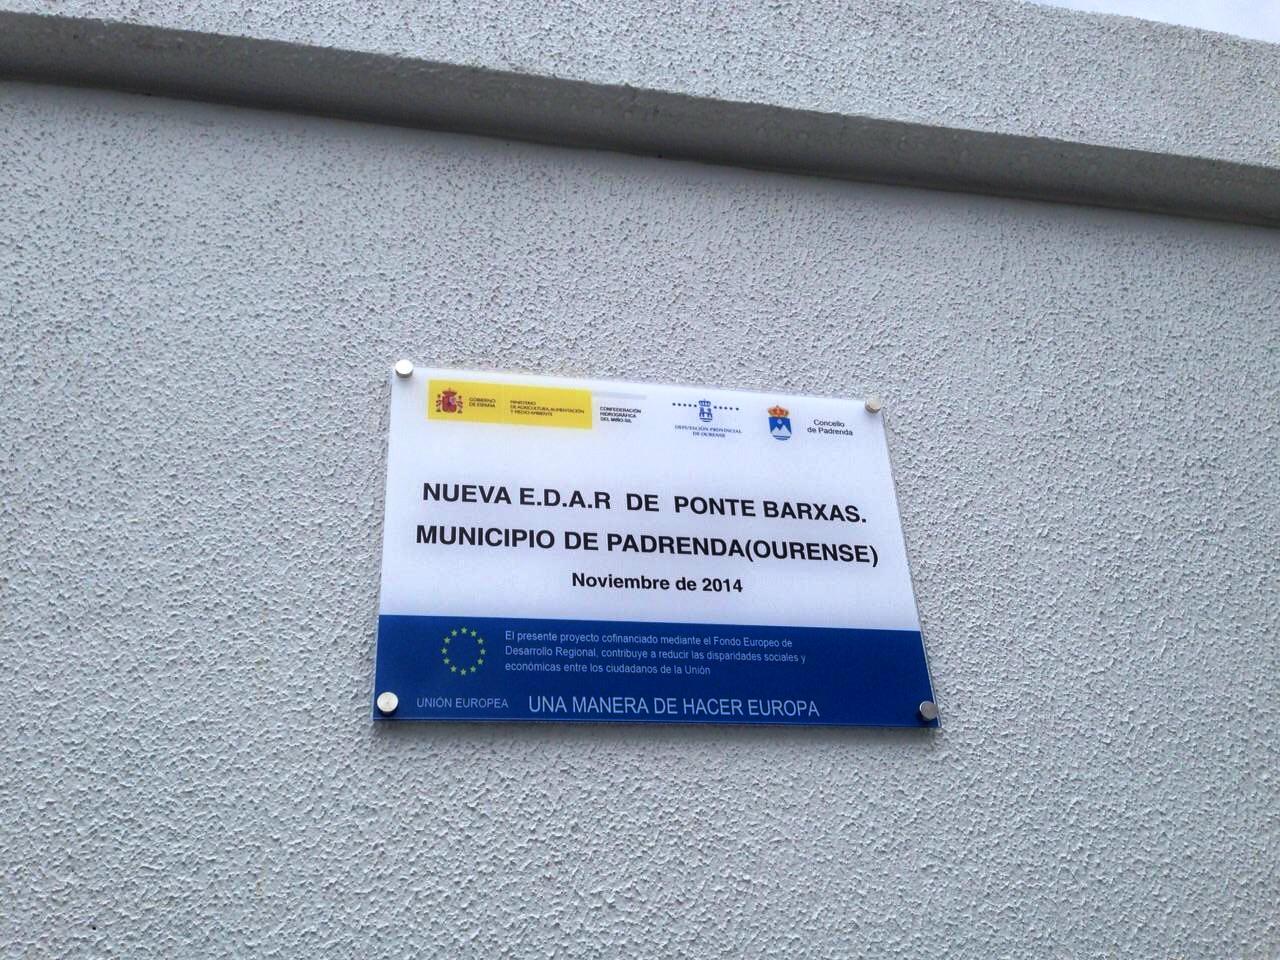 GOBIERNO
DE ESPAÑA
MINISTERIO
DE AGRICULTURA, ALIMENTACIÓN
Y MEDIO AMBIENTE
CONFEDERACIÓN
HIDROGRÁFICA
DEL MIÑO-SIL
DEPUTACIÓN PROVINCIAL
DE OURENSE
Concello
de Padrenda
NUEVA E.D.A.R DE PONTE BARXAS.
MUNICIPIO DE PADRENDA(OURENSE)
Noviembre de 2014
El presente proyecto cofinanciado mediante el Fondo Europeo de
Desarrollo Regional, contribuye a reducir las disparidades sociales y
económicas entre los ciudadanos de la Unión
UNIÓN EUROPEA
UNA MANERA DE HACER EUROPA